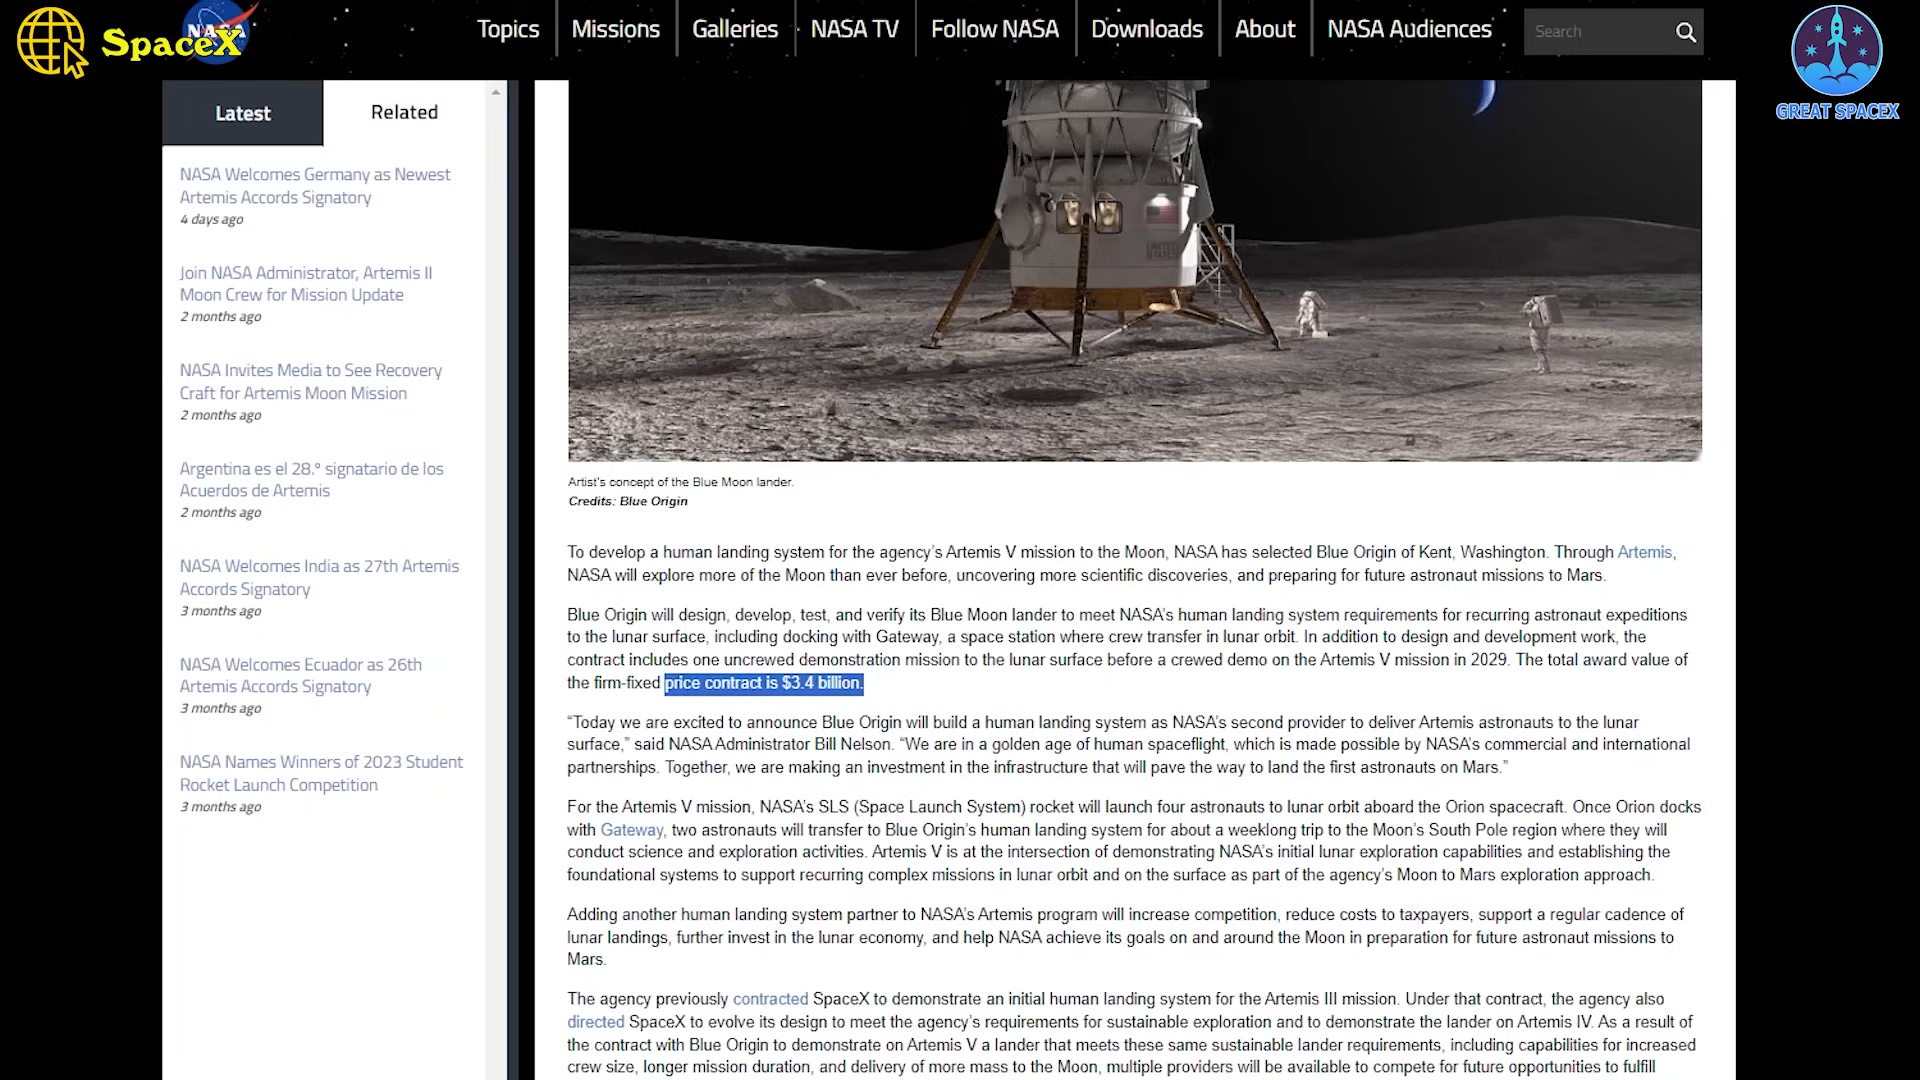 SpaceX
NASA
Topics
Missions
Galleries
NASA TV
Follow NASA
Downloads
About
NASA Audiences
Search
GREAT SPACEX
Latest
Related
NASA Welcomes Germany as Newest
Artemis Accords Signatory
4 days ago
Join NASA Administrator, Artemis II
Moon Crew for Mission Update
2 months ago
NASA Invites Media to See Recovery
Craft for Artemis Moon Mission
2 months ago
Argentina es el 28.º signatario de los
Acuerdos de Artemis
2 months ago
NASA Welcomes India as 27th Artemis
Accords Signatory
3 months ago
NASA Welcomes Ecuador as 26th
Artemis Accords Signatory
3 months ago
NASA Names Winners of 2023 Student
Rocket Launch Competition
3 months ago
UNITED
Artist's concept of the Blue Moon lander.
Credits: Blue Origin
To develop a human landing system for the agency’s Artemis V mission to the Moon, NASA has selected Blue Origin of Kent, Washington. Through Artemis,
NASA will explore more of the Moon than ever before, uncovering more scientific discoveries, and preparing for future astronaut missions to Mars.
Blue Origin will design, develop, test, and verify its Blue Moon lander to meet NASA’s human landing system requirements for recurring astronaut expeditions
to the lunar surface, including docking with Gateway, a space station where crew transfer in lunar orbit. In addition to design and development work, the
contract includes one uncrewed demonstration mission to the lunar surface before a crewed demo on the Artemis V mission in 2029. The total award value of
the firm-fixed price contract is $3.4 billion.
“Today we are excited to announce Blue Origin will build a human landing system as NASA’s second provider to deliver Artemis astronauts to the lunar
surface,” said NASA Administrator Bill Nelson. “We are in a golden age of human spaceflight, which is made possible by NASA’s commercial and international
partnerships. Together, we are making an investment in the infrastructure that will pave the way to land the first astronauts on Mars.”
For the Artemis V mission, NASA’s SLS (Space Launch System) rocket will launch four astronauts to lunar orbit aboard the Orion spacecraft. Once Orion docks
with Gateway, two astronauts will transfer to Blue Origin’s human landing system for about a weeklong trip to the Moon’s South Pole region where they will
conduct science and exploration activities. Artemis V is at the intersection of demonstrating NASA’s initial lunar exploration capabilities and establishing the
foundational systems to support recurring complex missions in lunar orbit and on the surface as part of the agency’s Moon to Mars exploration approach.
Adding another human landing system partner to NASA’s Artemis program will increase competition, reduce costs to taxpayers, support a regular cadence of
lunar landings, further invest in the lunar economy, and help NASA achieve its goals on and around the Moon in preparation for future astronaut missions to
Mars.
The agency previously contracted SpaceX to demonstrate an initial human landing system for the Artemis III mission. Under that contract, the agency also
directed SpaceX to evolve its design to meet the agency’s requirements for sustainable exploration and to demonstrate the lander on Artemis IV. As a result of
the contract with Blue Origin to demonstrate on Artemis V a lander that meets these same sustainable lander requirements, including capabilities for increased
crew size, longer mission duration, and delivery of more mass to the Moon, multiple providers will be available to compete for future opportunities to fulfill